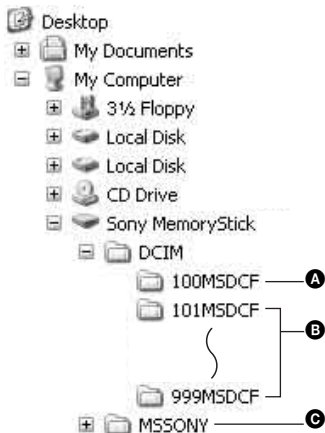 Desktop
My Documents
My Computer
3½ Floppy
Local Disk
Local Disk
CD Drive
Sony MemoryStick
DCIM
100MSDCF A
101MSDCF
B
999MSDCF
MSSONY C